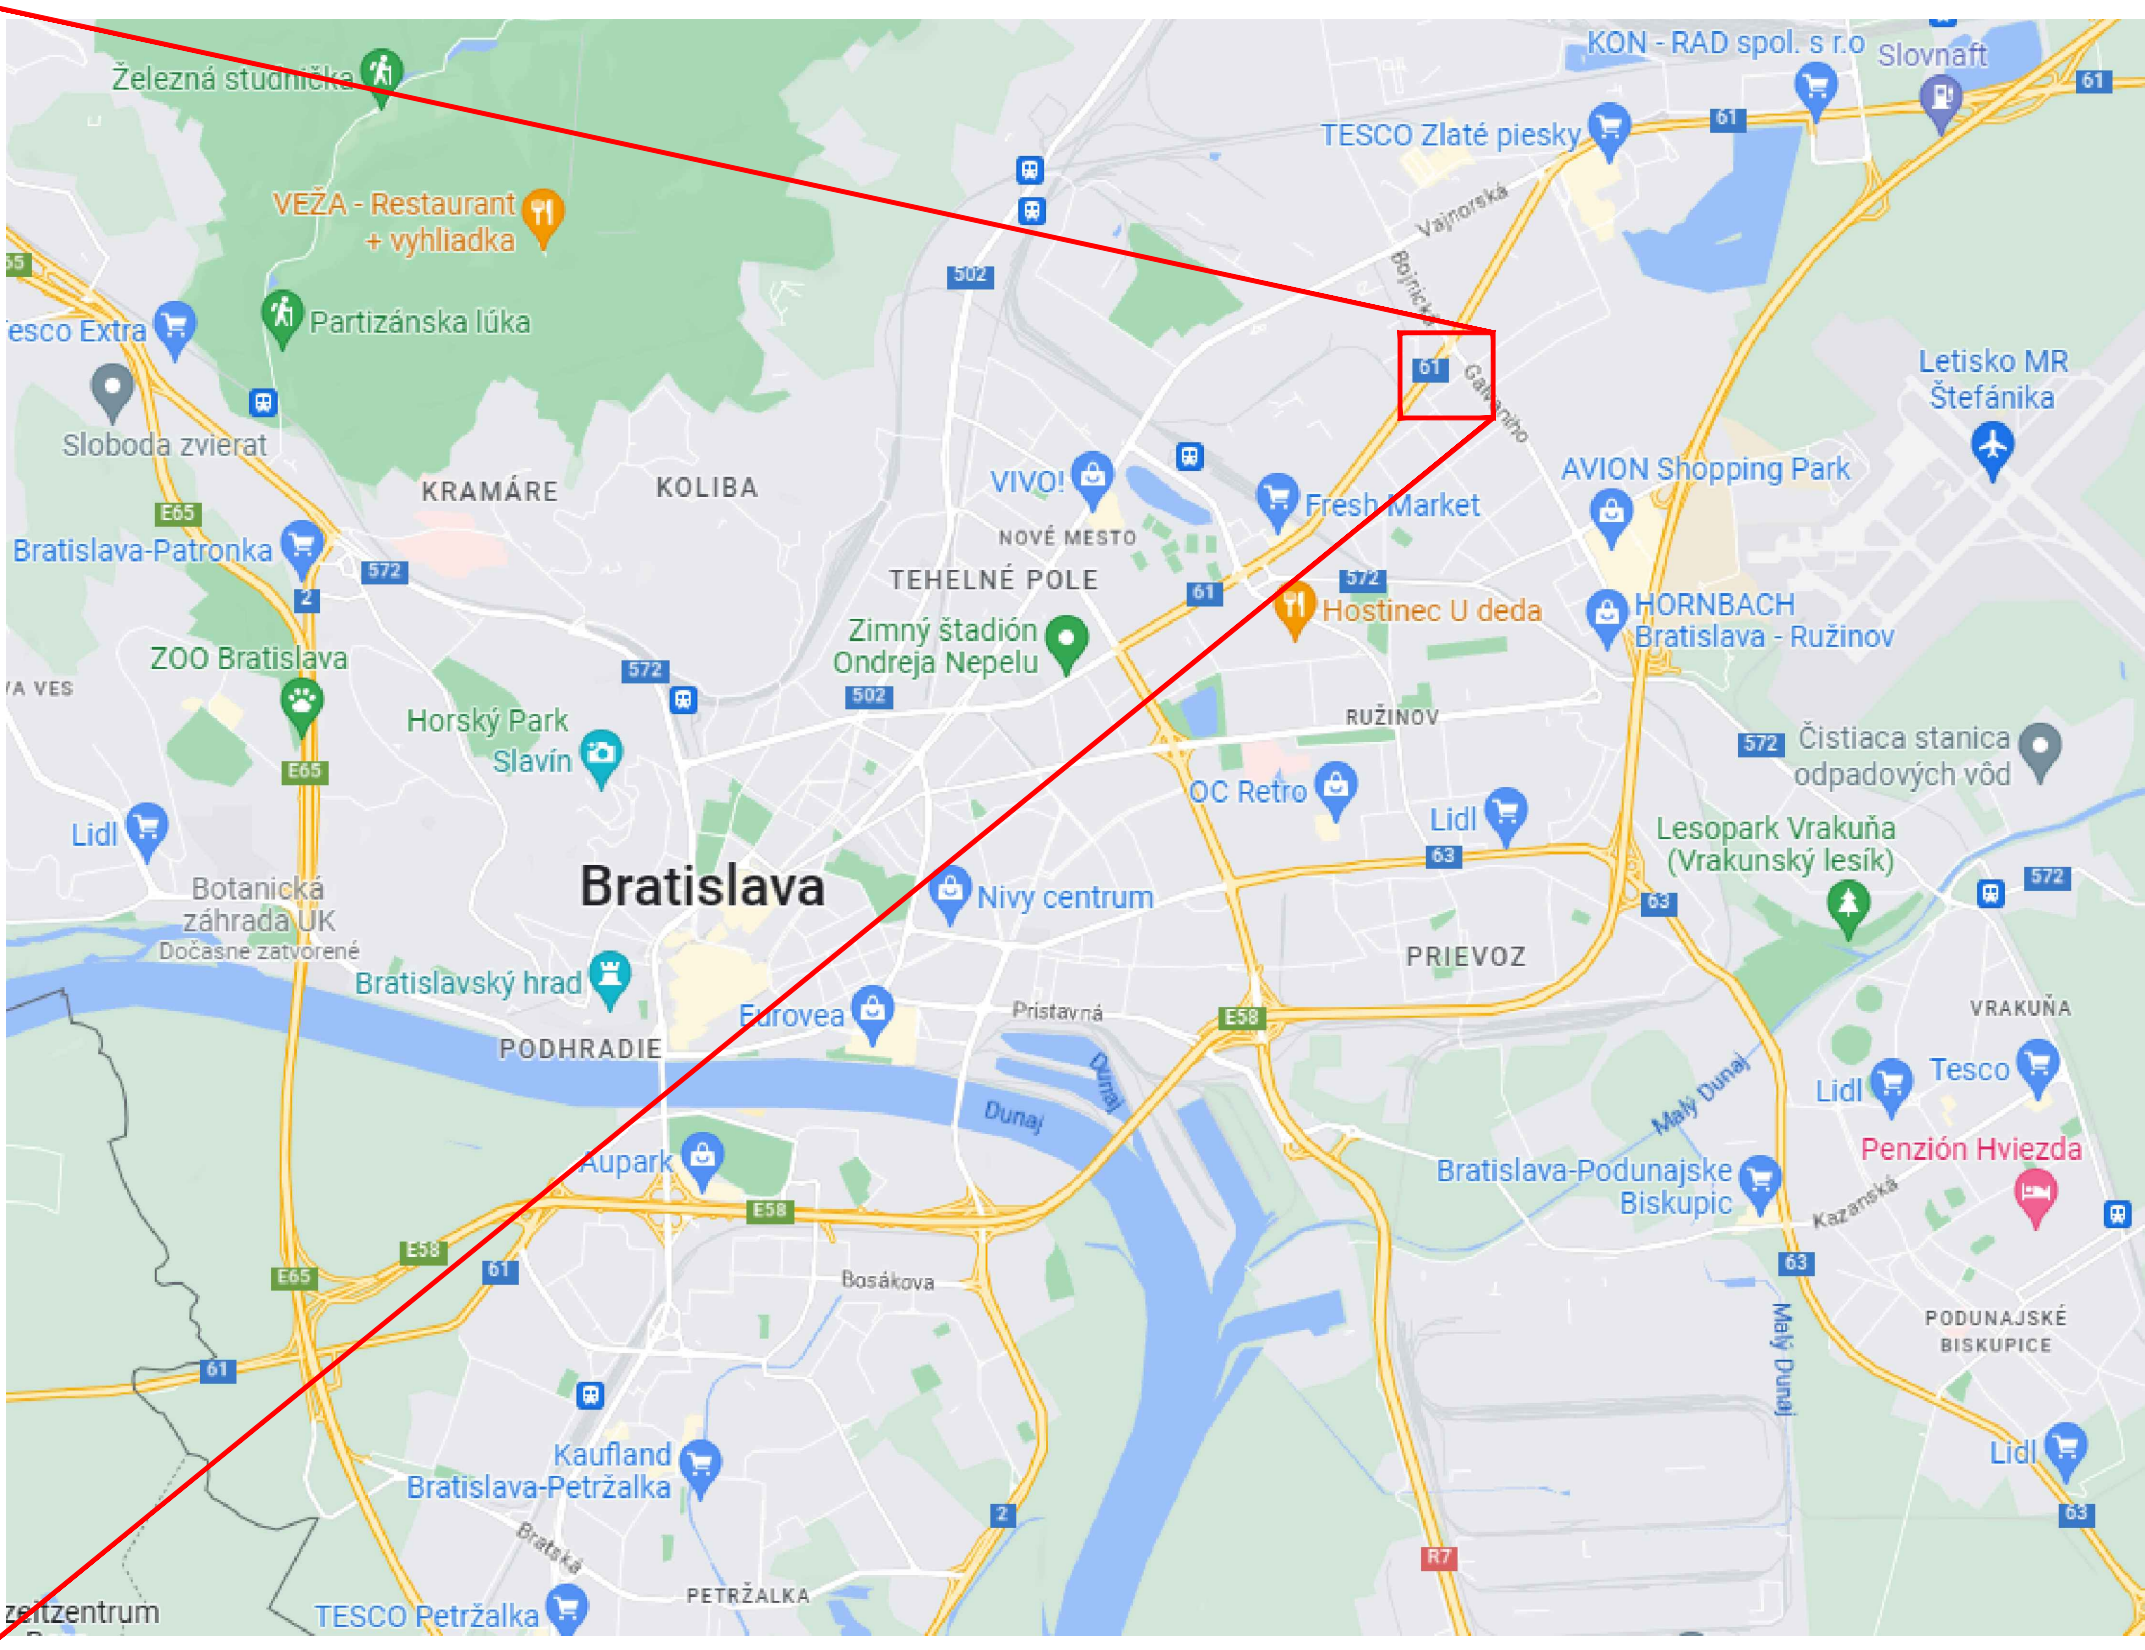 KON - RAD spol. s r.o
Slovnaft
61
Železná studnička
TESCO Zlaté piesky
61
Vajnorská
VEŽA - Restaurant
+ vyhliadka
65
502
Bojnická
Partizánska lúka
esco Extra
61
Galvaniho
Letisko MR
Štefánika
Sloboda zvierat
KRAMÁRE
KOLIBA
VIVO!
Fresh Market
AVION Shopping Park
E65
NOVÉ MESTO
Bratislava-Patronka
572
TEHELNÉ POLE
572
61
2
Hostinec U deda
HORNBACH
Bratislava - Ružinov
Zimný štadión
Ondreja Nepelu
ZOO Bratislava
572
502
VA VES
Horský Park
RUŽINOV
Slavín
572
Čistiaca stanica
odpadových vôd
E65
OC Retro
Lidl
Lidl
Lesopark Vrakuňa
(Vrakunský lesík)
63
Bratislava
572
Botanická
záhrada UK
Dočasne zatvorené
Nivy centrum
63
PRIEVOZ
Bratislavský hrad
Eurovea
Prístavná
E58
VRAKUŇA
PODHRADIE
Dunaj
Dunaj
Malý Dunaj
Lidl
Tesco
Aupark
Penzión Hviezda
Bratislava-Podunajske
Biskupic
Kazanská
E58
E58
61
E65
Bosákova
63
Malý Dunaj
PODUNAJSKÉ
BISKUPICE
61
Kaufland
Bratislava-Petržalka
Lidl
2
63
Bratská
R7
PETRŽALKA
zeitzentrum
TESCO Petržalka